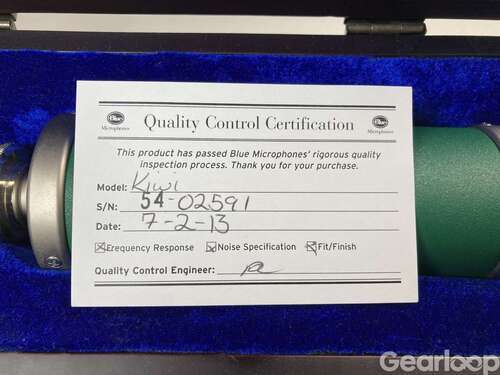 Blue
Microphones
Quality Control Certification
Blue
Microphones
This product has passed Blue Microphones' rigorous quality
inspection process. Thank you for your purchase.
Model: Kiwi
S/N: 54-02591
Date: 7-2-13
Frequency Response Noise Specification Fit/Finish
Quality Control Engineer:
Gearloop